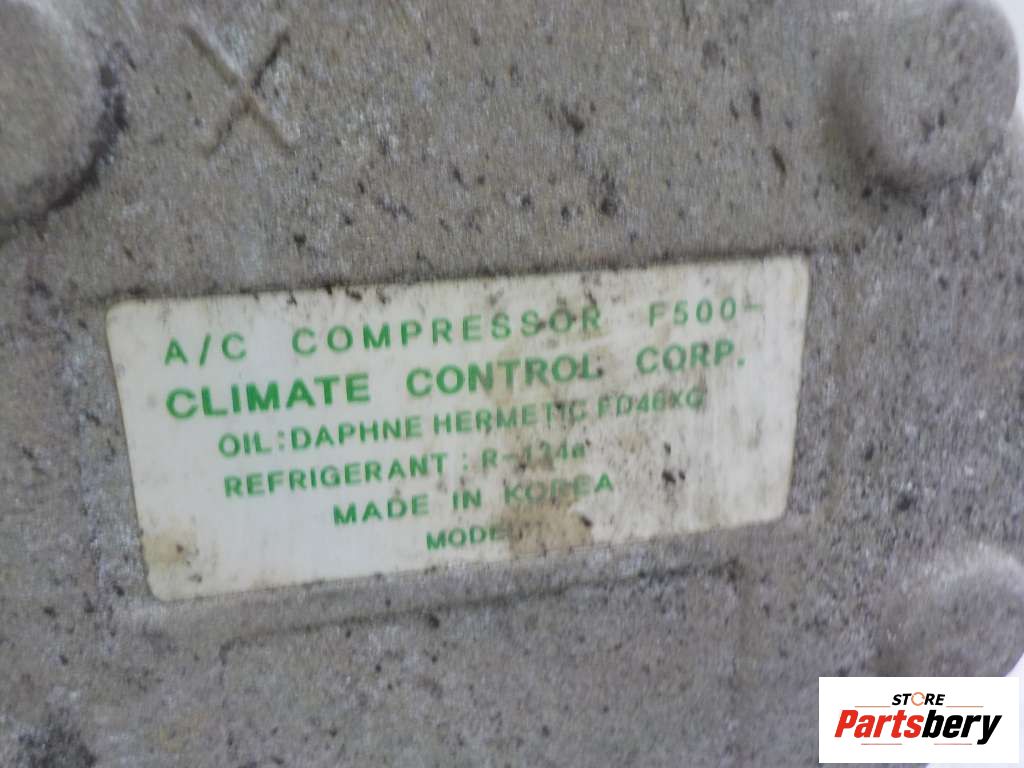 X
A/C COMPRESSOR F500-
CLIMATE CONTROL CORP.
OIL:DAPHNE HERMETIC FD46XG
REFRIGERANT : R-134a
MADE IN KOREA
STORE
Partsbery